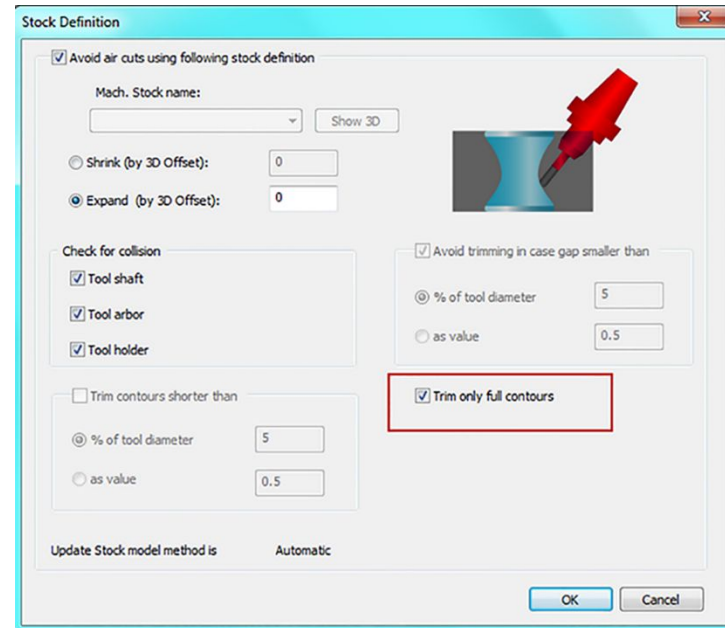 Stock Definition
Avoid air cuts using following stock definition
Mach. Stock name:
Show 3D
Shrink (by 3D Offset):
0
Expand (by 3D Offset):
0
Check for collision
Tool shaft
Tool arbor
Tool holder
Avoid trimming in case gap smaller than
% of tool diameter
5
as value
0.5
Trim contours shorter than
% of tool diameter
5
as value
0.5
Trim only full contours
Update Stock model method is Automatic
OK Cancel